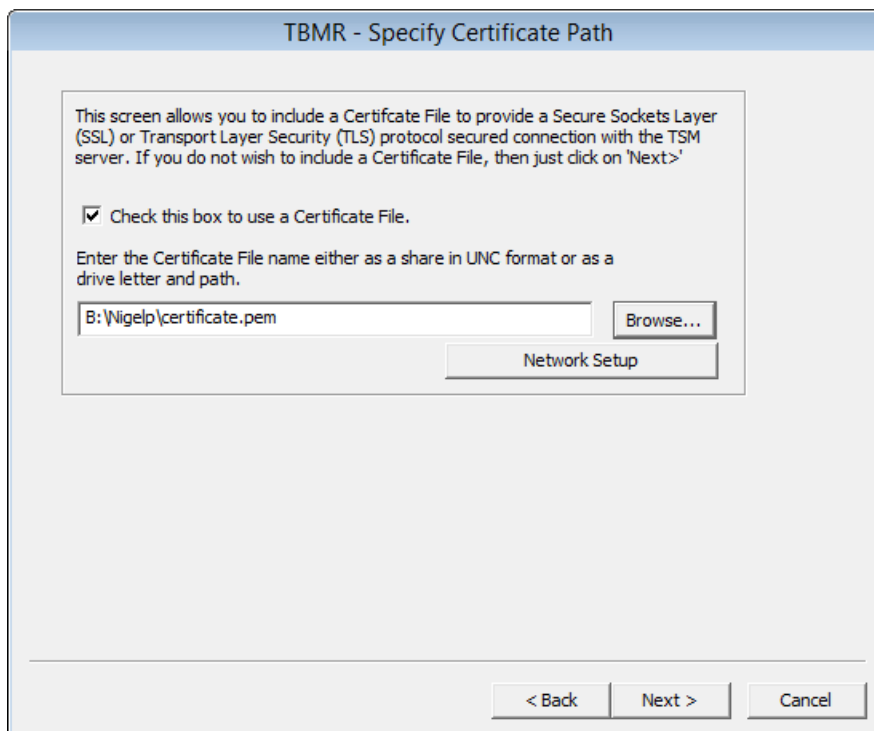 TBMR - Specify Certificate Path
This screen allows you to include a Certifcate File to provide a Secure Sockets Layer
(SSL) or Transport Layer Security (TLS) protocol secured connection with the TSM
server. If you do not wish to include a Certificate File, then just click on 'Next>'
Check this box to use a Certificate File.
Enter the Certificate File name either as a share in UNC format or as a
drive letter and path.
B:\Nigelp\certificate.pem
Browse...
Network Setup
< Back
Next >
Cancel